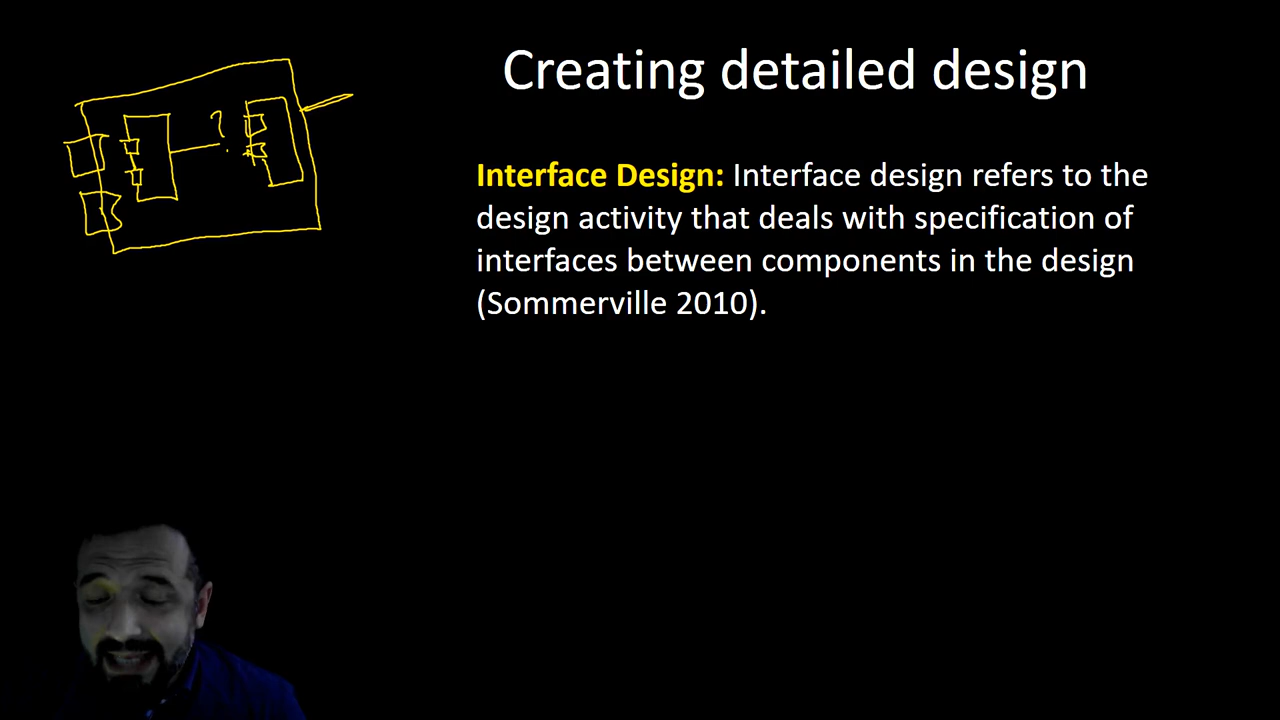 Creating detailed design
?
Interface Design: Interface design refers to the
design activity that deals with specification of
interfaces between components in the design
(Sommerville 2010).